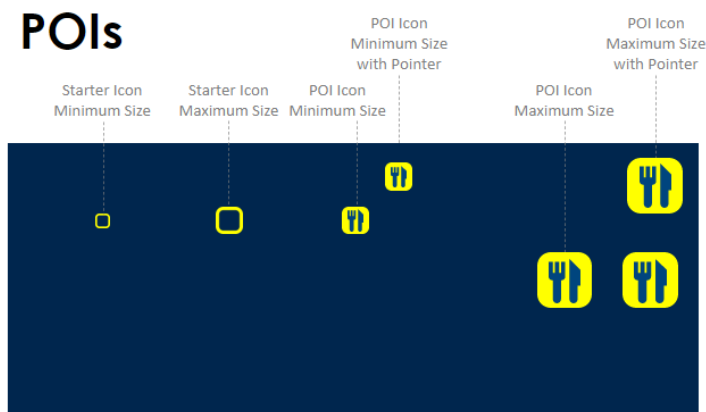 POIs
POI Icon
Minimum Size
with Pointer
POI Icon
Maximum Size
with Pointer
Starter Icon
Minimum Size
Starter Icon
Maximum Size
POI Icon
Minimum Size
POI Icon
Maximum Size